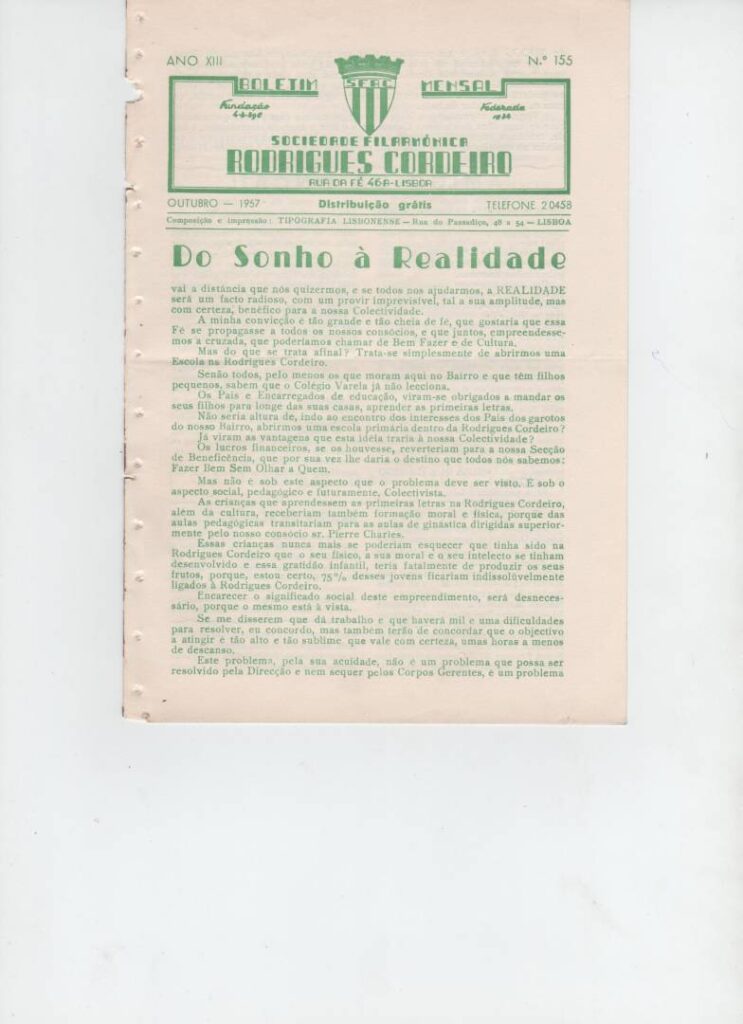 ANO XIII
N.º 155
BOLETIM
MENSAL
SFRC
Fundação
Federada
SOCIEDADE FILARMÓNICA
RODRIGUES CORDEIRO
RUA DA FÉ 46A-LISBOA
OUTUBRO — 1957 Distribuição grátis TELEFONE 20458
Composição e impressão: TIPOGRAFIA LISBONENSE — Rua do Passadiço, 48 a 54 — LISBOA
Do Sonho à Realidade
vai a distância que nós quizermos, e se todos nos ajudarmos, a REALIDADE
será um facto radioso, com um provir imprevisível, tal a sua amplitude, mas
com certeza, benéfico para a nossa Colectividade.
A minha convicção é tão grande e tão cheia de fé, que gostaria que essa
Fé se propagasse a todos os nossos consócios, e que juntos, empreendesse-
mos a cruzada, que poderíamos chamar de Bem Fazer e de Cultura.
Mas do que se trata afinal? Trata-se simplesmente de abrirmos uma
Escola na Rodrigues Cordeiro.
Senão todos, pelo menos os que moram aqui no Bairro e que têm filhos
pequenos, sabem que o Colégio Varela já não lecciona.
Os Pais e Encarregados de educação, viram-se obrigados a mandar os
seus filhos para longe das suas casas, aprender as primeiras letras.
Não seria altura de, indo ao encontro dos interesses dos Pais dos garotos
do nosso Bairro, abrirmos uma escola primária dentro da Rodrigues Cordeiro?
Já viram as vantagens que esta idéia traria à nossa Colectividade?
Os lucros financeiros, se os houvesse, reverteriam para a nossa Secção
de Beneficência, que por sua vez lhe daria o destino que todos nós sabemos:
Fazer Bem Sem Olhar a Quem.
Mas não é sob este aspecto que o problema deve ser visto. É sob o
aspecto social, pedagógico e futuramente, Colectivista.
As crianças que aprendessem as primeiras letras na Rodrigues Cordeiro,
além da cultura, receberiam também formação moral e física, porque das
aulas pedagógicas transitariam para as aulas de ginástica dirigidas superior-
mente pelo nosso consócio sr. Pierre Charles.
Essas crianças nunca mais se poderiam esquecer que tinha sido na
Rodrigues Cordeiro que o seu físico, a sua moral e o seu intelecto se tinham
desenvolvido e essa gratidão infantil, teria fatalmente de produzir os seus
frutos, porque, estou certo, 75% desses jovens ficariam indissolùvelmente
ligados à Rodrigues Cordeiro.
Encarecer o significado social deste empreendimento, será desneces-
sário, porque o mesmo está à vista.
Se me disserem que dá trabalho e que haverá mil e uma dificuldades
para resolver, eu concordo, mas também terão de concordar que o objectivo
a atingir é tão alto e tão sublime que vale com certeza, umas horas a menos
de descanso.
Este problema, pela sua acuidade, não é um problema que possa ser
resolvido pela Direcção e nem sequer pelos Corpos Gerentes, é um problema